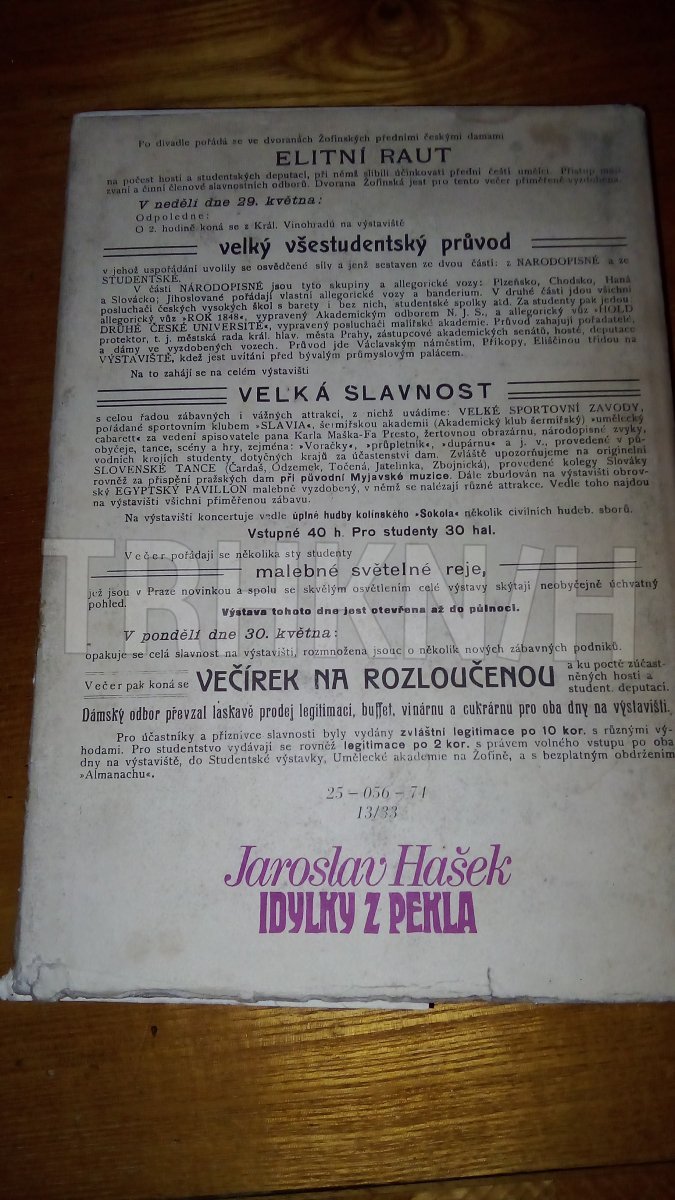 Po divadle pořádá se ve dvoranách Žofínských předními českými damami
ELITNÍ RAUT
na počest hostí a studentských deputací, při němž slíbili účinkovati přední čeští umělci. Přístup mají
zvaní a činní členové slavnostních odborů. Dvorana Žofínská jest pro tento večer přiměřeně vyzdobena.
V neděli dne 29. května:
Odpoledne:
O 2. hodině koná se z Král. Vinohradů na výstaviště
velký všestudentský průvod
v jehož uspořádání uvolily se osvědčené síly a jenž sestaven ze dvou částí: z NÁRODOPISNÉ a ze
STUDENTSKÉ.
V části NÁRODOPISNÉ jsou tyto skupiny a allegorické vozy: Plzeňsko, Chodsko, Haná
a Slovácko; Jihoslované pořádají vlastní allegorické vozy a banderium. V druhé části jdou všichni
posluchači českých vysokých škol s barety i bez nich, studentské spolky atd. Za studenty pak jedou:
allegorický vůz »ROK 1848«, vypravený Akademickým odborem N. J. S., a allegorický vůz »HOLD
DRUHÉ ČESKÉ UNIVERSITĚ«, vypravený posluchači malířské akademie. Průvod zahajují pořadatelé,
protektor, t. j. městská rada král. hlav. města Prahy, zástupcové akademických senátů, hosté, deputace
a dámy ve vyzdobených vozech. Průvod jde Václavským náměstím, Příkopy, Eliščinou třídou na
VÝSTAVIŠTĚ, kdež jest uvítání před bývalým průmyslovým palácem.
Na to zahájí se na celém výstavišti
VELKÁ SLAVNOST
s celou řadou zábavných i vážných attrakcí, z nichž uvádíme: VELKÉ SPORTOVNÍ ZÁVODY,
pořádané sportovním klubem »SLAVIA«, šermířskou akademii (Akademický klub šermířský) »umělecký
cabarett« za vedení spisovatele pana Karla Maška-Fa Presto, žertovnou obrazárnu, národopisné zvyky,
obyčeje, tance, scény a hry, zejména: »Voračky«, »průpletník«, »dupárnu« a j. v., provedené v pů-
vodních krojích studenty dotyčných krajů za účastenství dam. Zvláště upozorňujeme na originelní
SLOVENSKÉ TANCE (Čardaš, Odzemek, Točená, Jatelinka, Zbojnická), provedené kolegy Slováky
rovněž za přispění pražských dam při původní Myjavské muzice. Dále zbudován na výstavišti obrov-
ský EGYPTSKÝ PAVILLON malebně vyzdobený, v němž se nalézají různé attrakce. Vedle toho najdou
na výstavišti všichni přiměřenou zábavu.
Na výstavišti koncertuje vedle úplné hudby kolínského »Sokola« několik civilních hudeb. sborů.
Vstupné 40 h. Pro studenty 30 hal.
Večer pořádají se několika sty studenty
malebné světelné reje,
jež jsou v Praze novinkou a spolu se skvělým osvětlením celé výstavy skýtají neobyčejně úchvatný
pohled.
Výstava tohoto dne jest otevřena až do půlnoci.
V pondělí dne 30. května:
opakuje se celá slavnost na výstavišti, rozmnožena jsouc o několik nových zábavných podniků.
Večer pak koná se VEČÍREK NA ROZLOUČENOU a ku poctě zúčast-
něných hostí a
student. deputací.
Dámský odbor převzal laskavě prodej legitimací, buffet, vinárnu a cukrárnu pro oba dny na výstavišti.
Pro účastníky a příznivce slavnosti byly vydány zvláštní legitimace po 10 kor. s různými vý-
hodami. Pro studentstvo vydávají se rovněž legitimace po 2 kor. s právem volného vstupu po oba
dny na výstaviště, do Studentské výstavky, Umělecké akademie na Žofíně, a s bezplatným obdržením
»Almanachu«.
25 – 056 – 74
13/33
Jaroslav Hašek
IDYLKY Z PEKLA